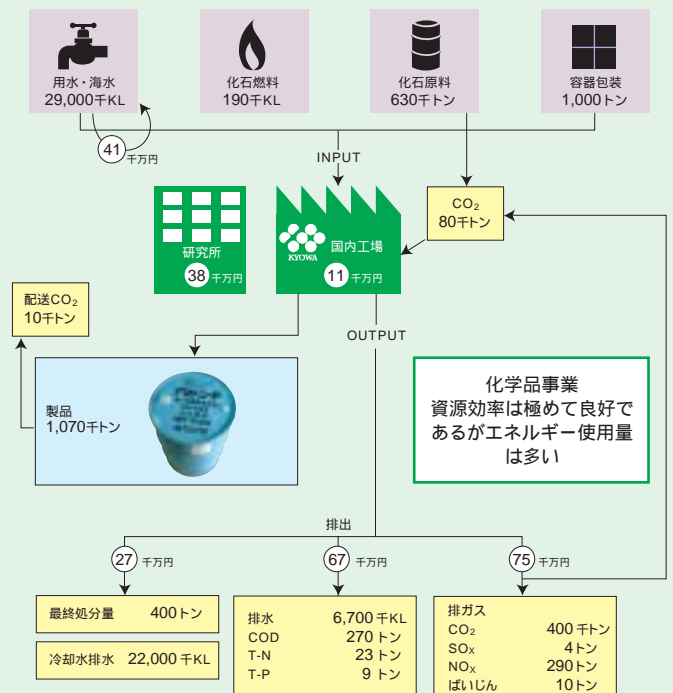 用水・海水
29,000千KL
化石燃料
190千KL
化石原料
630千トン
容器包装
1,000トン
41 千万円
INPUT
CO₂
80千トン
研究所
38 千万円
KYOWA
国内工場
11 千万円
配送CO₂
10千トン
OUTPUT
製品
1,070千トン
化学品事業
資源効率は極めて良好で
あるがエネルギー使用量
は多い
排出
27 千万円
67 千万円
75 千万円
最終処分量 400トン
冷却水排水 22,000千KL
排水 6,700千KL
COD 270トン
T-N 23トン
T-P 9トン
排ガス
CO₂ 400千トン
SOX 4トン
NOX 290トン
ばいじん 10トン